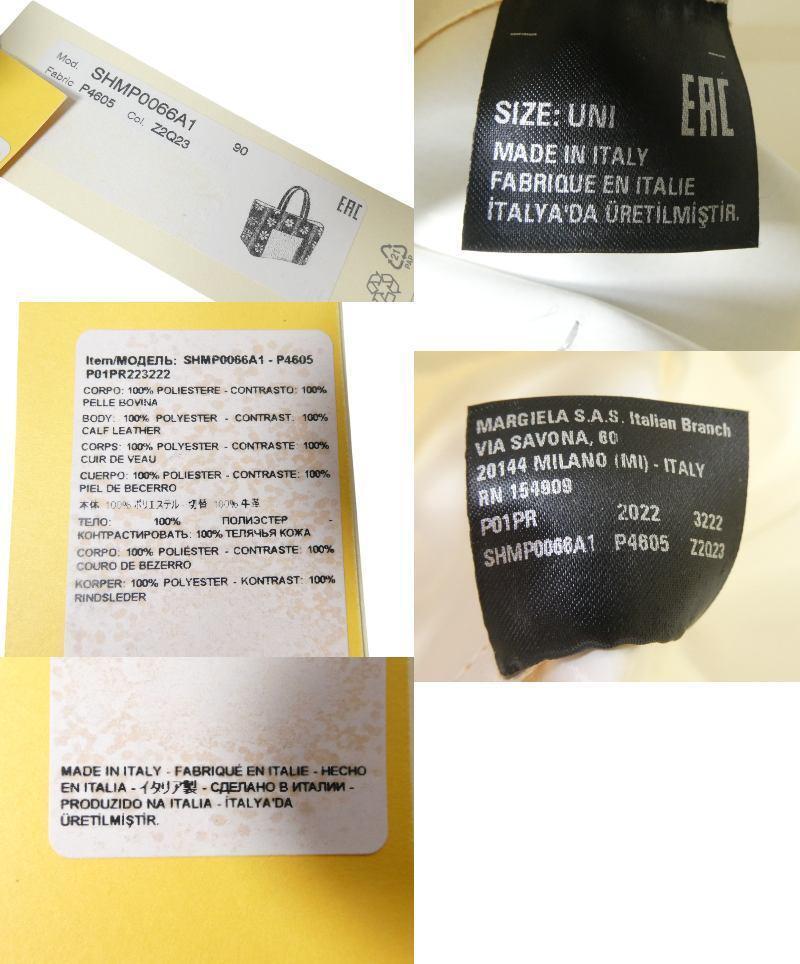 Mod. SHMP0066A1
Fabric P4605 Col. Z2Q23 90
EAC
21
PAP
SIZE: UNI
EAC
MADE IN ITALY
FABRIQUE EN ITALIE
İTALYA'DA ÜRETİLMİŞTİR.
Item/МОДЕЛЬ: SHMP0066A1 - P4605
P01PR223222
CORPO: 100% POLIESTERE - CONTRASTO: 100%
PELLE BOVINA
BODY: 100% POLYESTER - CONTRAST: 100%
CALF LEATHER
CORPS: 100% POLYESTER - CONTRASTE: 100%
CUIR DE VEAU
CUERPO: 100% POLIESTER - CONTRASTE: 100%
PIEL DE BECERRO
本体 100% ポリエステル - 切替 100% 牛革
ТЕЛО: 100% ПОЛИЭСТЕР -
КОНТРАСТИРОВАТЬ: 100% ТЕЛЯЧЬЯ КОЖА
CORPO: 100% POLIÉSTER - CONTRASTE: 100%
COURO DE BEZERRO
KORPER: 100% POLYESTER - KONTRAST: 100%
RINDSLEDER
MARGIELA S.A.S. Italian Branch
VIA SAVONA, 60
20144 MILANO (MI) - ITALY
RN 154909
P01PR 2022 3222
SHMP0066A1 P4605 Z2Q23
MADE IN ITALY - FABRIQUÉ EN ITALIE - HECHO
EN ITALIA - イタリア製 - СДЕЛАНО В ИТАЛИИ -
PRODUZIDO NA ITALIA - İTALYA'DA
ÜRETİLMİŞTİR.